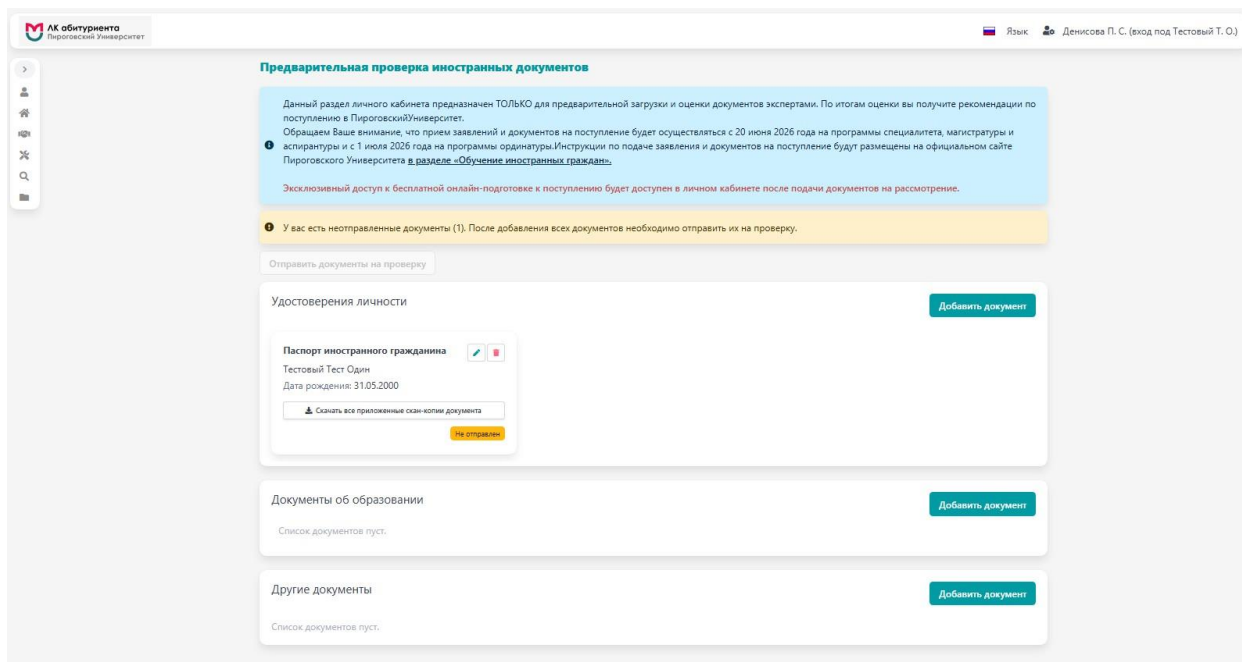 ЛК абитуриента
Пироговский Университет
Язык
Денисова П. С. (вход под Тестовый Т. О.)
Предварительная проверка иностранных документов
Данный раздел личного кабинета предназначен ТОЛЬКО для предварительной загрузки и оценки документов экспертами. По итогам оценки вы получите рекомендации по
поступлению в ПироговскийУниверситет.
Обращаем Ваше внимание, что прием заявлений и документов на поступление будет осуществляться с 20 июня 2026 года на программы специалитета, магистратуры и
аспирантуры и с 1 июля 2026 года на программы ординатуры.Инструкции по подаче заявления и документов на поступление будут размещены на официальном сайте
Пироговского Университета в разделе «Обучение иностранных граждан».
Эксклюзивный доступ к бесплатной онлайн-подготовке к поступлению будет доступен в личном кабинете после подачи документов на рассмотрение.
У вас есть неотправленные документы (1). После добавления всех документов необходимо отправить их на проверку.
Отправить документы на проверку
Удостоверения личности
Добавить документ
Паспорт иностранного гражданина
Тестовый Тест Один
Дата рождения: 31.05.2000
Скачать все приложенные скан-копии документа
Не отправлен
Документы об образовании
Добавить документ
Список документов пуст.
Другие документы
Добавить документ
Список документов пуст.